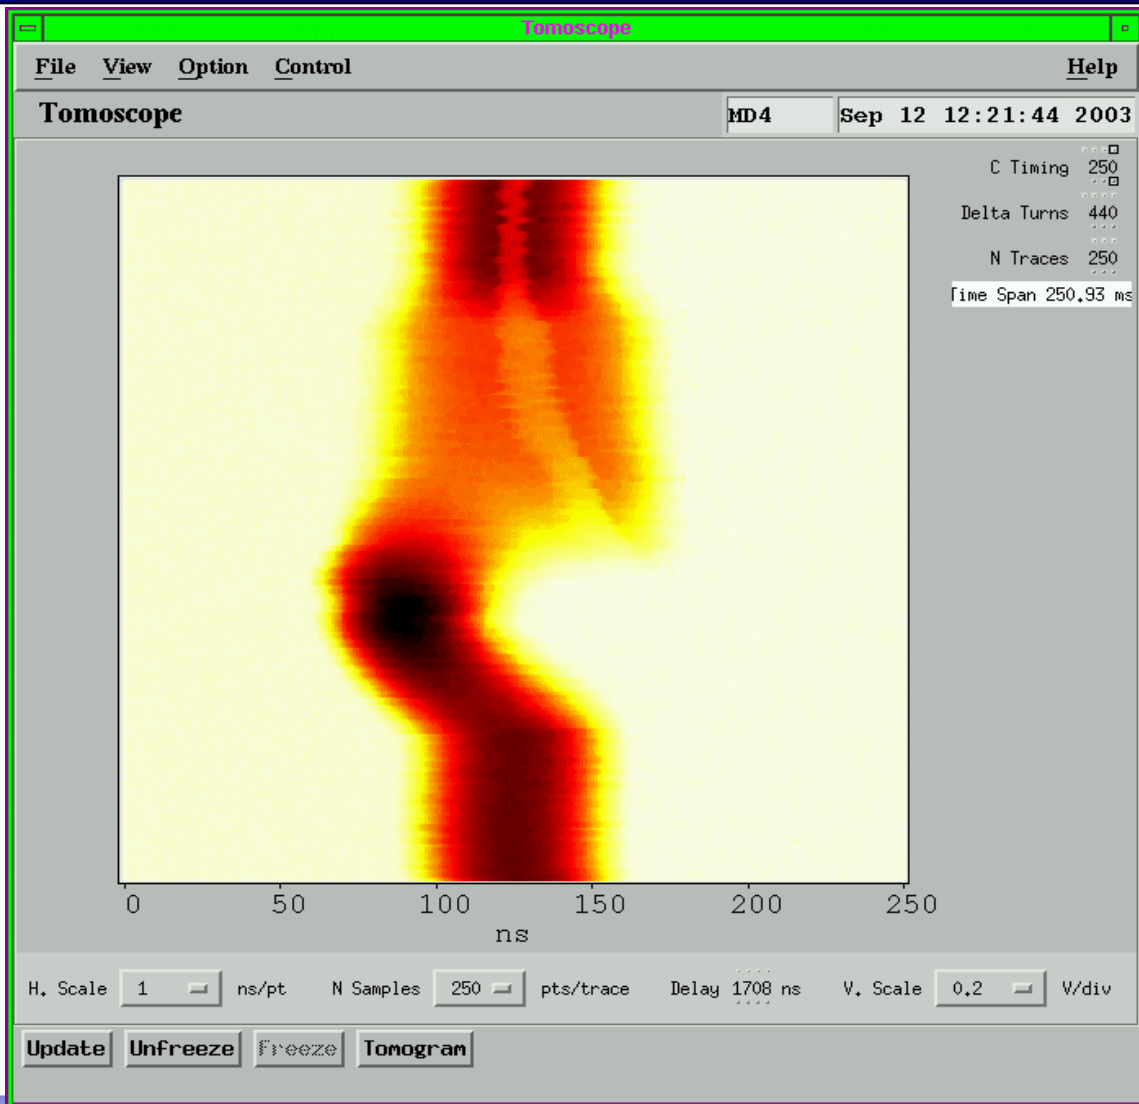 Tomoscope
File View Option Control Help
Tomoscope MD4 Sep 12 12:21:44 2003
C Timing 250
Delta Turns 440
N Traces 250
Time Span 250.93 ms
0 50 100 150 200 250
ns
H. Scale 1 ns/pt N Samples 250 pts/trace Delay 1708 ns V. Scale 0.2 V/div
Update Unfreeze Freeze Tomogram